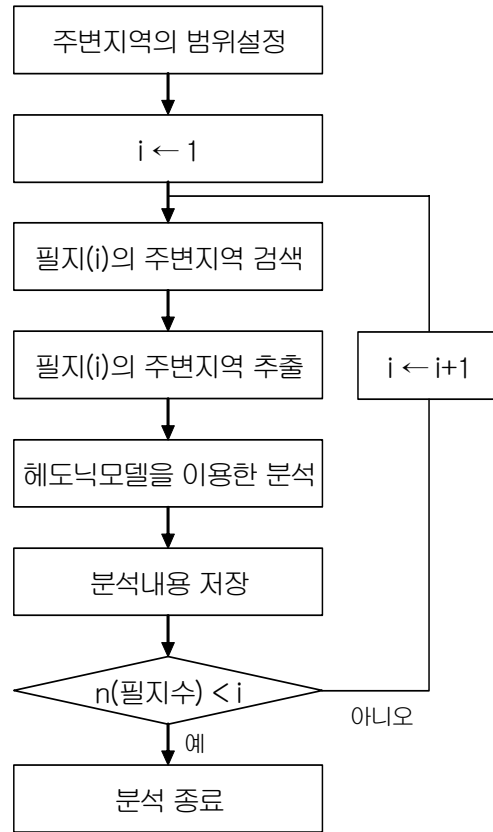 주변지역의 범위설정
i ← 1
필지(i)의 주변지역 검색
필지(i)의 주변지역 추출
i ← i+1
헤도닉모델을 이용한 분석
분석내용 저장
n(필지수) < i
아니오
예
분석 종료